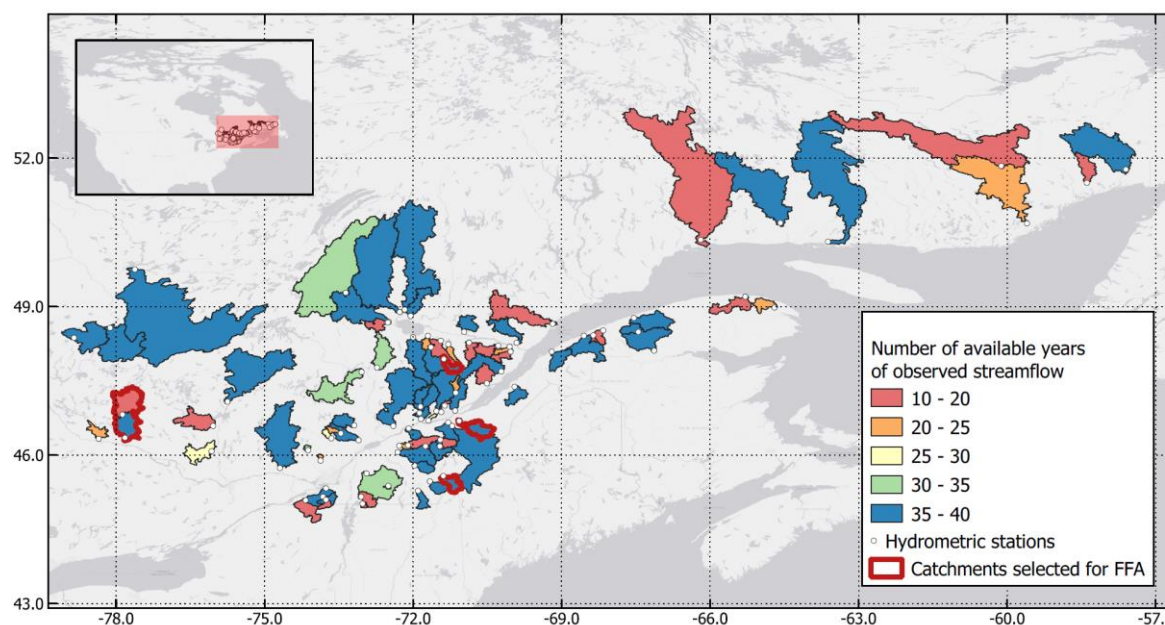 52.0
49.0
46.0
43.0
-78.0
-75.0
-72.0
-69.0
-66.0
-63.0
-60.0
-57.
Number of available years
of observed streamflow
10 - 20
20 - 25
25 - 30
30 - 35
35 - 40
Hydrometric stations
Catchments selected for FFA